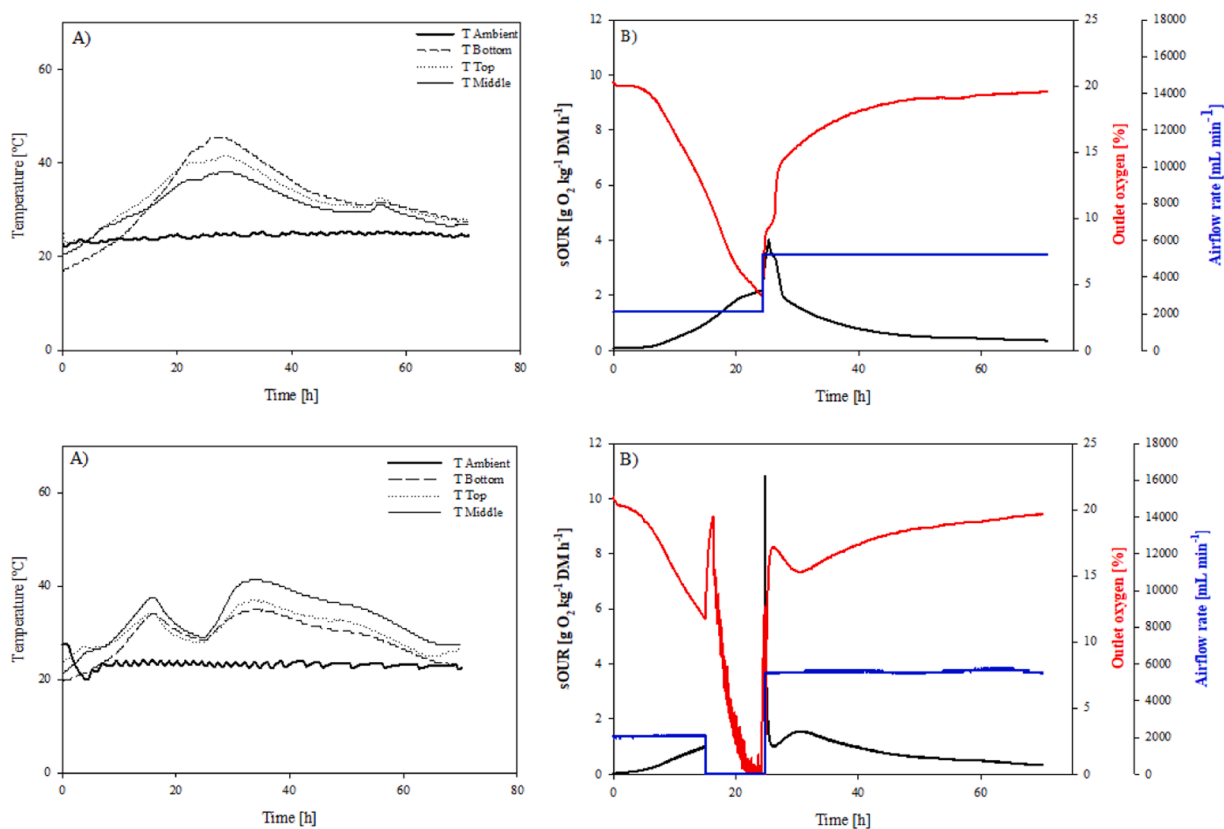 A)
T Ambient
T Bottom
T Top
T Middle
60
40
20
0
Temperature [ºC]
0 20 40 60 80
Time [h]
B)
12
10
8
6
4
2
0
sOUR [g O2 kg-1 DM h-1]
25
20
15
10
5
0
Outlet oxygen [%]
18000
16000
14000
12000
10000
8000
6000
4000
2000
0
Airflow rate [mL min-1]
0 20 40 60
Time [h]
A)
T Ambient
T Bottom
T Top
T Middle
60
40
20
0
Temperature [ºC]
0 20 40 60 80
Time [h]
B)
12
10
8
6
4
2
0
sOUR [g O2 kg-1 DM h-1]
25
20
15
10
5
0
Outlet oxygen [%]
18000
16000
14000
12000
10000
8000
6000
4000
2000
0
Airflow rate [mL min-1]
0 20 40 60
Time [h]